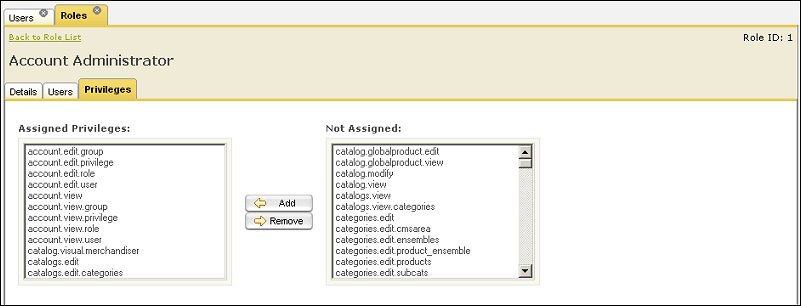 Users
Roles
Back to Role List
Role ID: 1
Account Administrator
Details
Users
Privileges
Assigned Privileges:
account.edit.group
account.edit.privilege
account.edit.role
account.edit.user
account.view
account.view.group
account.view.privilege
account.view.role
account.view.user
catalog.visual.merchandiser
catalogs.edit
catalogs.edit.categories
Add
Remove
Not Assigned:
catalog.globalproduct.edit
catalog.globalproduct.view
catalog.modify
catalog.view
catalogs.view
catalogs.view.categories
categories.edit
categories.edit.cmsarea
categories.edit.ensembles
categories.edit.product_ensemble
categories.edit.products
categories.edit.subcats